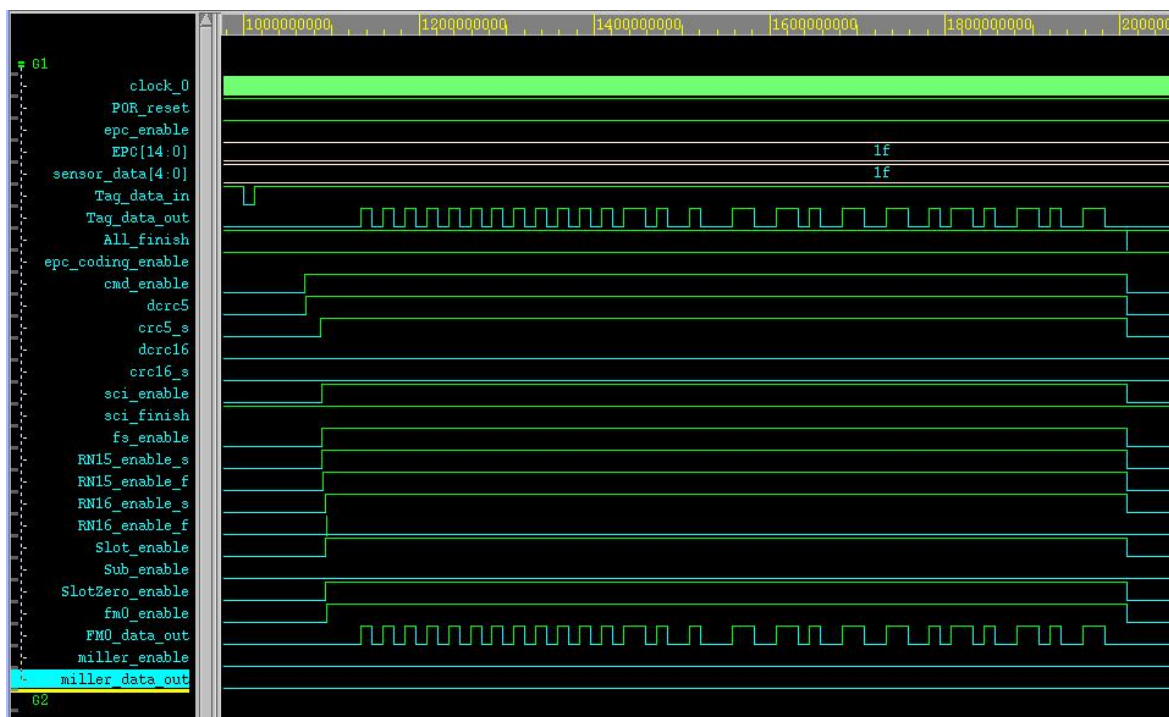 1000000000 1200000000 1400000000 1600000000 1800000000 2000000
G1
clock_0
POR_reset
epc_enable
EPC[14:0] 1f
sensor_data[4:0] 1f
Tag_data_in
Tag_data_out
All_finish
epc_coding_enable
cmd_enable
dcrc5
crc5_s
dcrc16
crc16_s
sci_enable
sci_finish
fs_enable
RN15_enable_s
RN15_enable_f
RN16_enable_s
RN16_enable_f
Slot_enable
Sub_enable
SlotZero_enable
fm0_enable
FM0_data_out
miller_enable
miller_data_out
G2